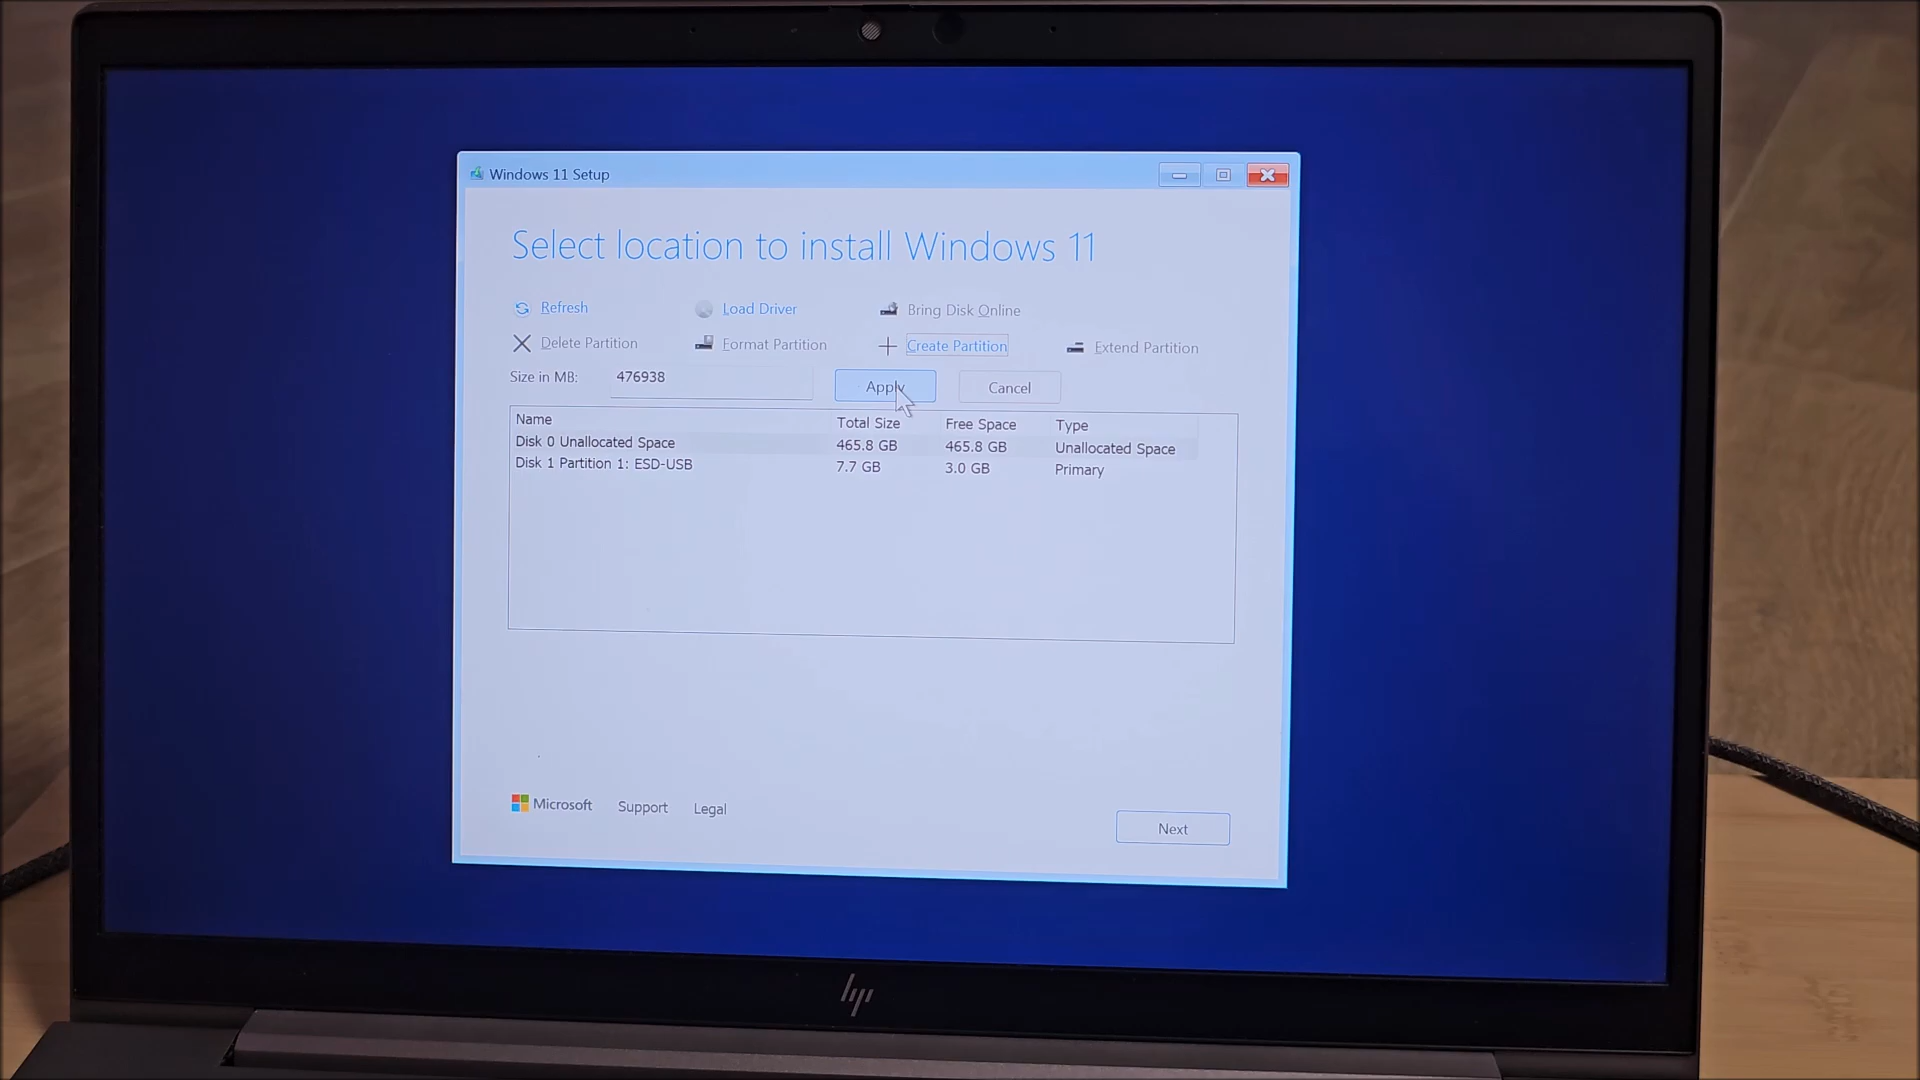 Windows 11 Setup
Select location to install Windows 11
Refresh Load Driver Bring Disk Online
Delete Partition Format Partition Create Partition Extend Partition
Size in MB: 476938 Apply Cancel
Name Total Size Free Space Type
Disk 0 Unallocated Space 465.8 GB 465.8 GB Unallocated Space
Disk 1 Partition 1: ESD-USB 7.7 GB 3.0 GB Primary
Microsoft Support Legal
Next
hp